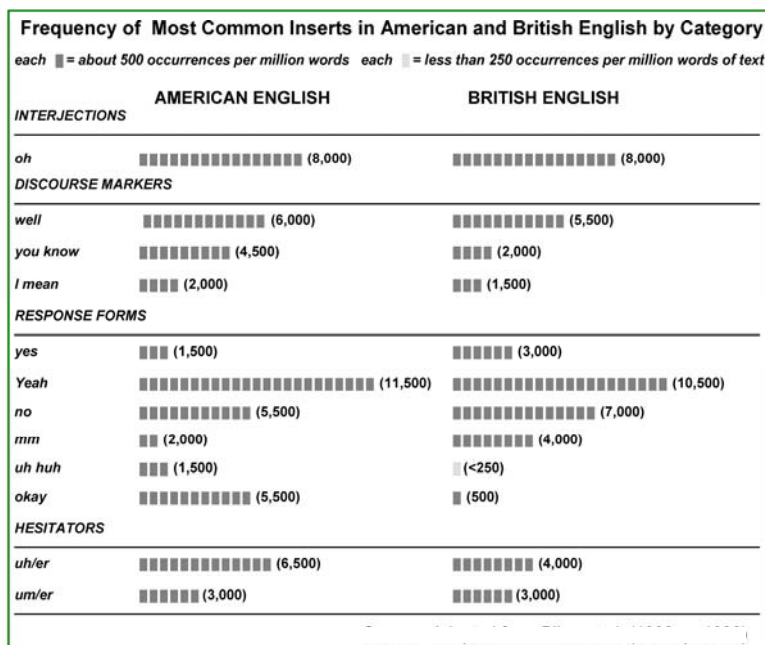 Frequency of Most Common Inserts in American and British English by Category
each = about 500 occurrences per million words each = less than 250 occurrences per million words of text
AMERICAN ENGLISH BRITISH ENGLISH
INTERJECTIONS
oh (8,000) (8,000)
DISCOURSE MARKERS
well (6,000) (5,500)
you know (4,500) (2,000)
I mean (2,000) (1,500)
RESPONSE FORMS
yes (1,500) (3,000)
Yeah (11,500) (10,500)
no (5,500) (7,000)
mm (2,000) (4,000)
uh huh (1,500) (<250)
okay (5,500) (500)
HESITATORS
uh/er (6,500) (4,000)
um/er (3,000) (3,000)